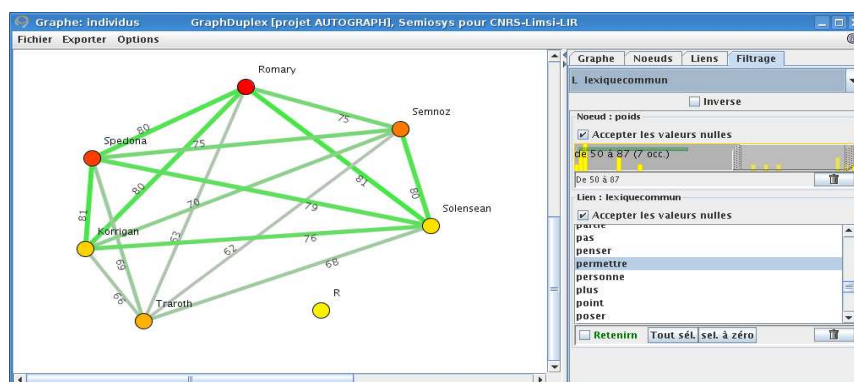 Graphe: individus GraphDuplex [projet AUTOGRAPH], Semiosys pour CNRS-Limsi-LIR
Fichier Exporter Options
Graphe Noeuds Liens Filtrage
L lexiquecommun
Inverse
Noeud : poids
Accepter les valeurs nulles
de 50 à 87 (7 occ.)
De 50 à 87
Lien : lexiquecommun
Accepter les valeurs nulles
partie
pas
penser
permettre
personne
plus
point
poser
Retenirn Tout sél. sel. à zéro
Romary
Semnoz
80
75
Spedona
75
80
81
80
70
79
Solensean
81
Korrigan
63
76
62
69
68
66
R
Traroth